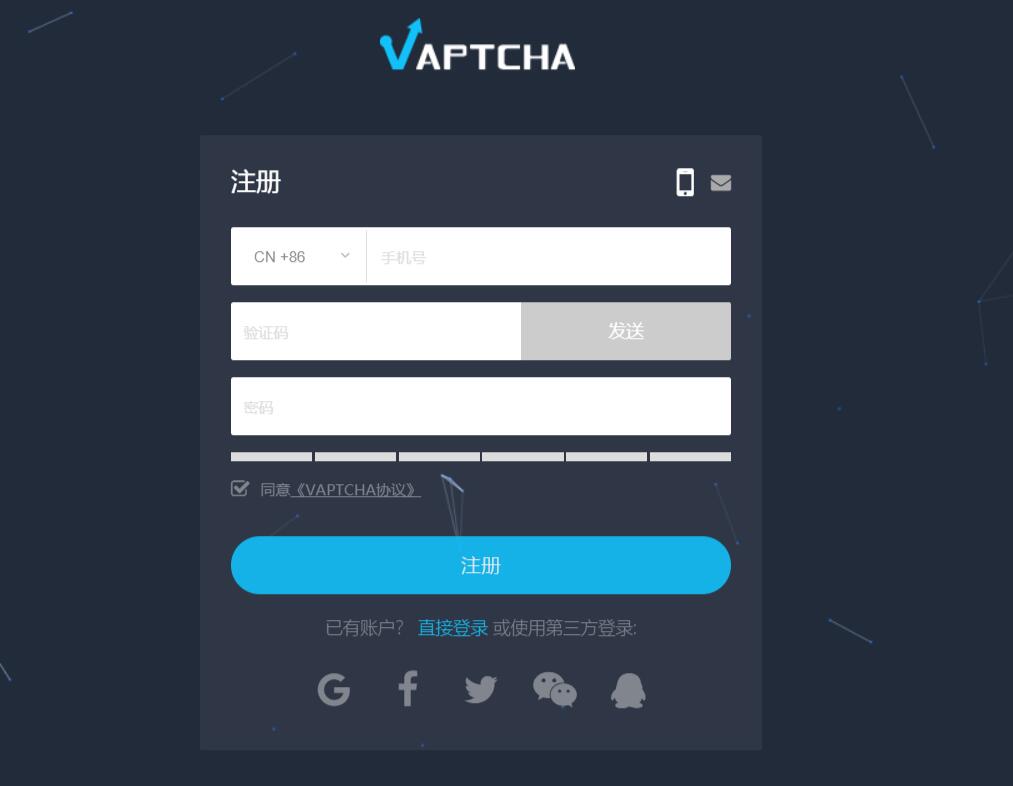 VAPTCHA
注册
CN +86 手机号
验证码 发送
密码
同意《VAPTCHA协议》
注册
已有账户? 直接登录 或使用第三方登录: